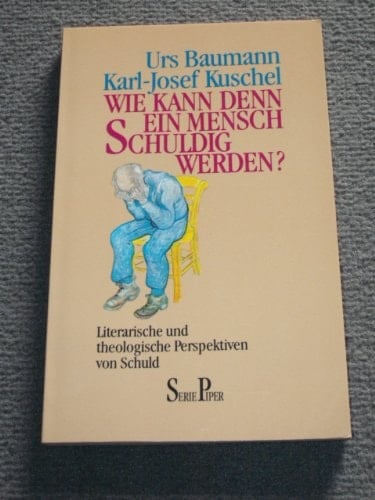 Urs Baumann
Karl-Josef Kuschel
WIE KANN DENN
EIN MENSCH
SCHULDIG
WERDEN?
Literarische und
theologische Perspektiven
von Schuld
SERIE PIPER